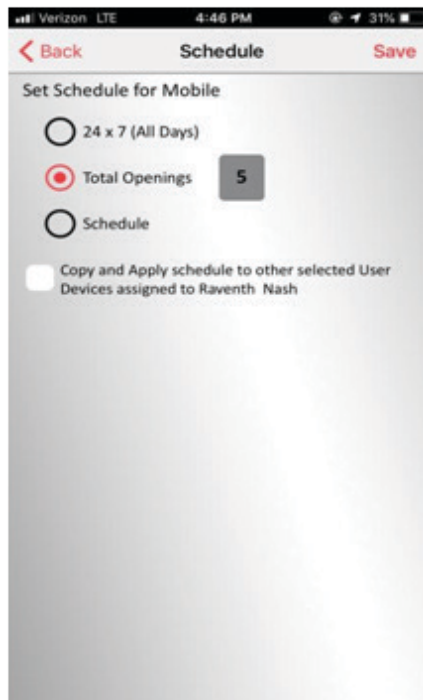 Verizon LTE 4:46 PM 31%
Back Schedule Save
Set Schedule for Mobile
24 x 7 (All Days)
Total Openings 5
Schedule
Copy and Apply schedule to other selected User
Devices assigned to Raventh Nash